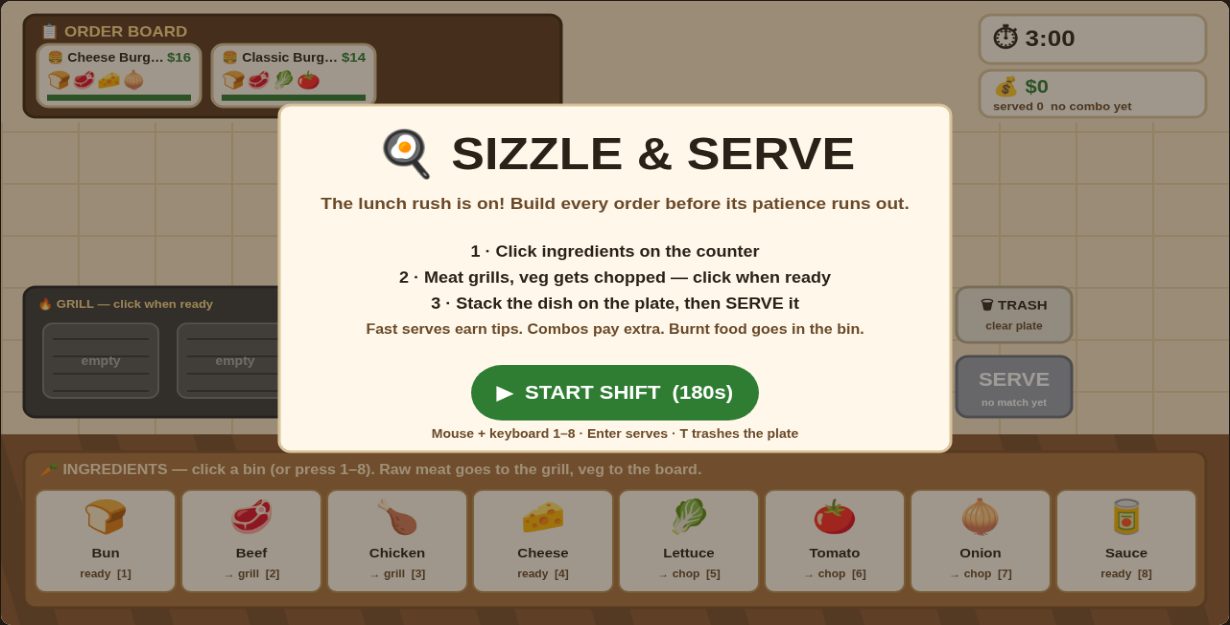 ORDER BOARD
Cheese Burg... $16
Classic Burg... $14
3:00
$0
served 0 no combo yet
SIZZLE & SERVE
The lunch rush is on! Build every order before its patience runs out.
1 · Click ingredients on the counter
2 · Meat grills, veg gets chopped — click when ready
3 · Stack the dish on the plate, then SERVE it
Fast serves earn tips. Combos pay extra. Burnt food goes in the bin.
▶ START SHIFT (180s)
Mouse + keyboard 1–8 · Enter serves · T trashes the plate
GRILL — click when ready
empty
empty
TRASH
clear plate
SERVE
no match yet
INGREDIENTS — click a bin (or press 1–8). Raw meat goes to the grill, veg to the board.
Bun
ready [1]
Beef
→ grill [2]
Chicken
→ grill [3]
Cheese
ready [4]
Lettuce
→ chop [5]
Tomato
→ chop [6]
Onion
→ chop [7]
Sauce
ready [8]